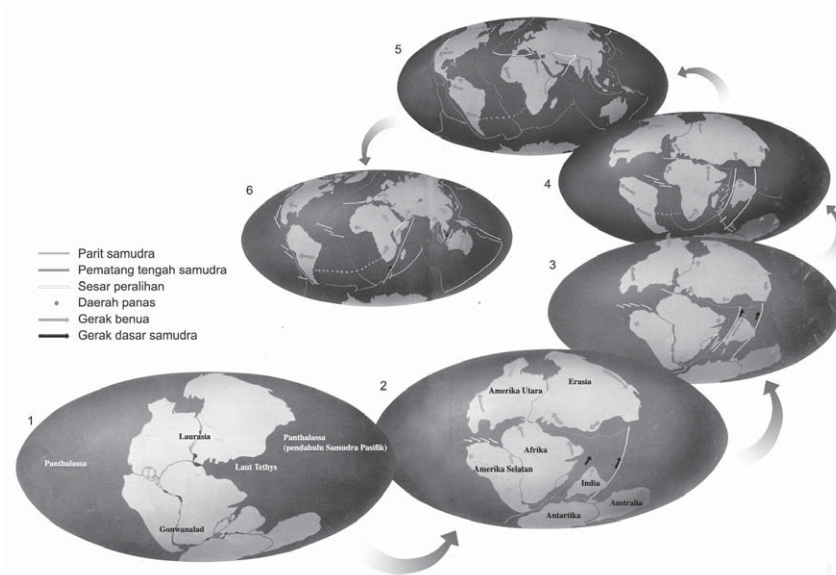 5
6
4
3
Parit samudra
Pematang tengah samudra
Sesar peralihan
Daerah panas
Gerak benua
Gerak dasar samudra
1
Panthalassa
Laurasia
Panthalassa
(pendahulu Samudra Pasifik)
Laut Tethys
Gonwanalad
2
Amerika Utara
Erasia
Afrika
Amerika Selatan
India
Australia
Antartika